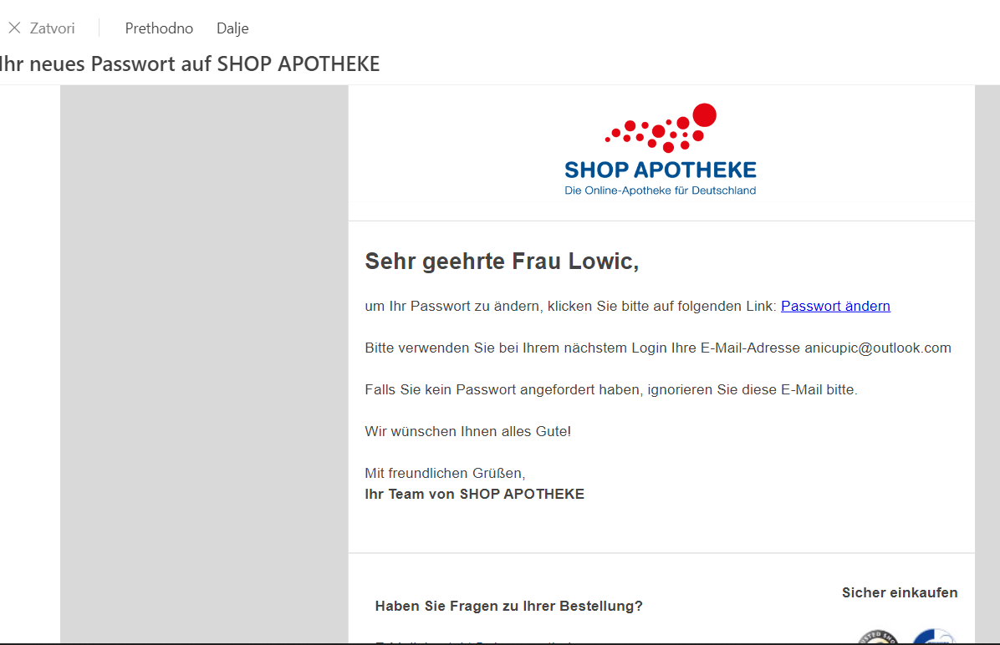 Zatvori
Prethodno
Dalje
Ihr neues Passwort auf SHOP APOTHEKE
SHOP APOTHEKE
Die Online-Apotheke für Deutschland
Sehr geehrte Frau Lowic,
um Ihr Passwort zu ändern, klicken Sie bitte auf folgenden Link: Passwort ändern
Bitte verwenden Sie bei Ihrem nächstem Login Ihre E-Mail-Adresse anicupic@outlook.com
Falls Sie kein Passwort angefordert haben, ignorieren Sie diese E-Mail bitte.
Wir wünschen Ihnen alles Gute!
Mit freundlichen Grüßen,
Ihr Team von SHOP APOTHEKE
Haben Sie Fragen zu Ihrer Bestellung?
Sicher einkaufen